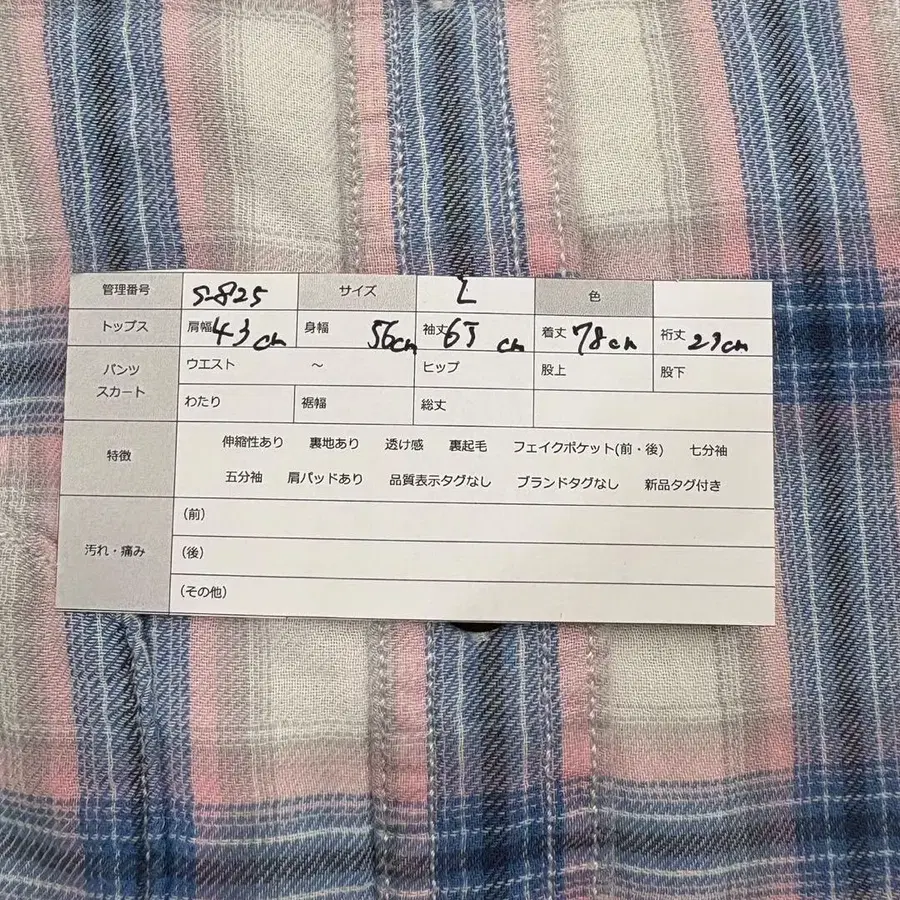 管理番号 S-825 サイズ L 色
トップス 肩幅 43cm 身幅 56cm 袖丈 65 cm 着丈 78cm 裄丈 23cm
パンツ スカート ウエスト ～ ヒップ 股上 股下
わたり 裾幅 総丈
特徴 伸縮性あり 裏地あり 透け感 裏起毛 フェイクポケット(前・後) 七分袖
五分袖 肩パッドあり 品質表示タグなし ブランドタグなし 新品タグ付き
汚れ・痛み (前)
(後)
(その他)